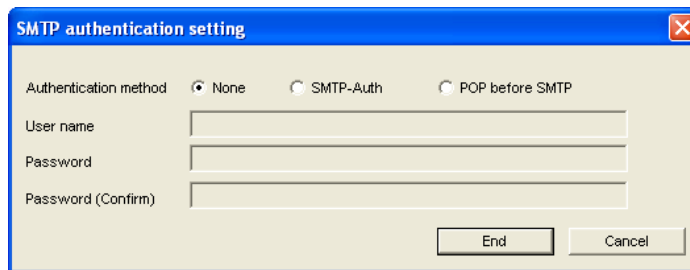 SMTP authentication setting
Authentication method None SMTP-Auth POP before SMTP
User name
Password
Password (Confirm)
End Cancel